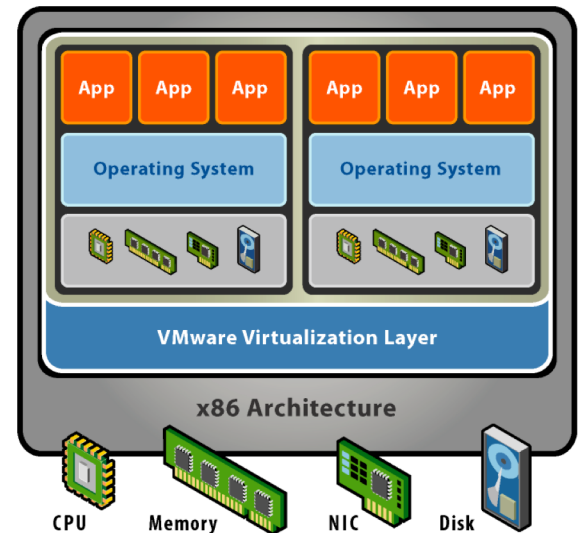 App App App App App App
Operating System Operating System
VMware Virtualization Layer
x86 Architecture
CPU Memory NIC Disk